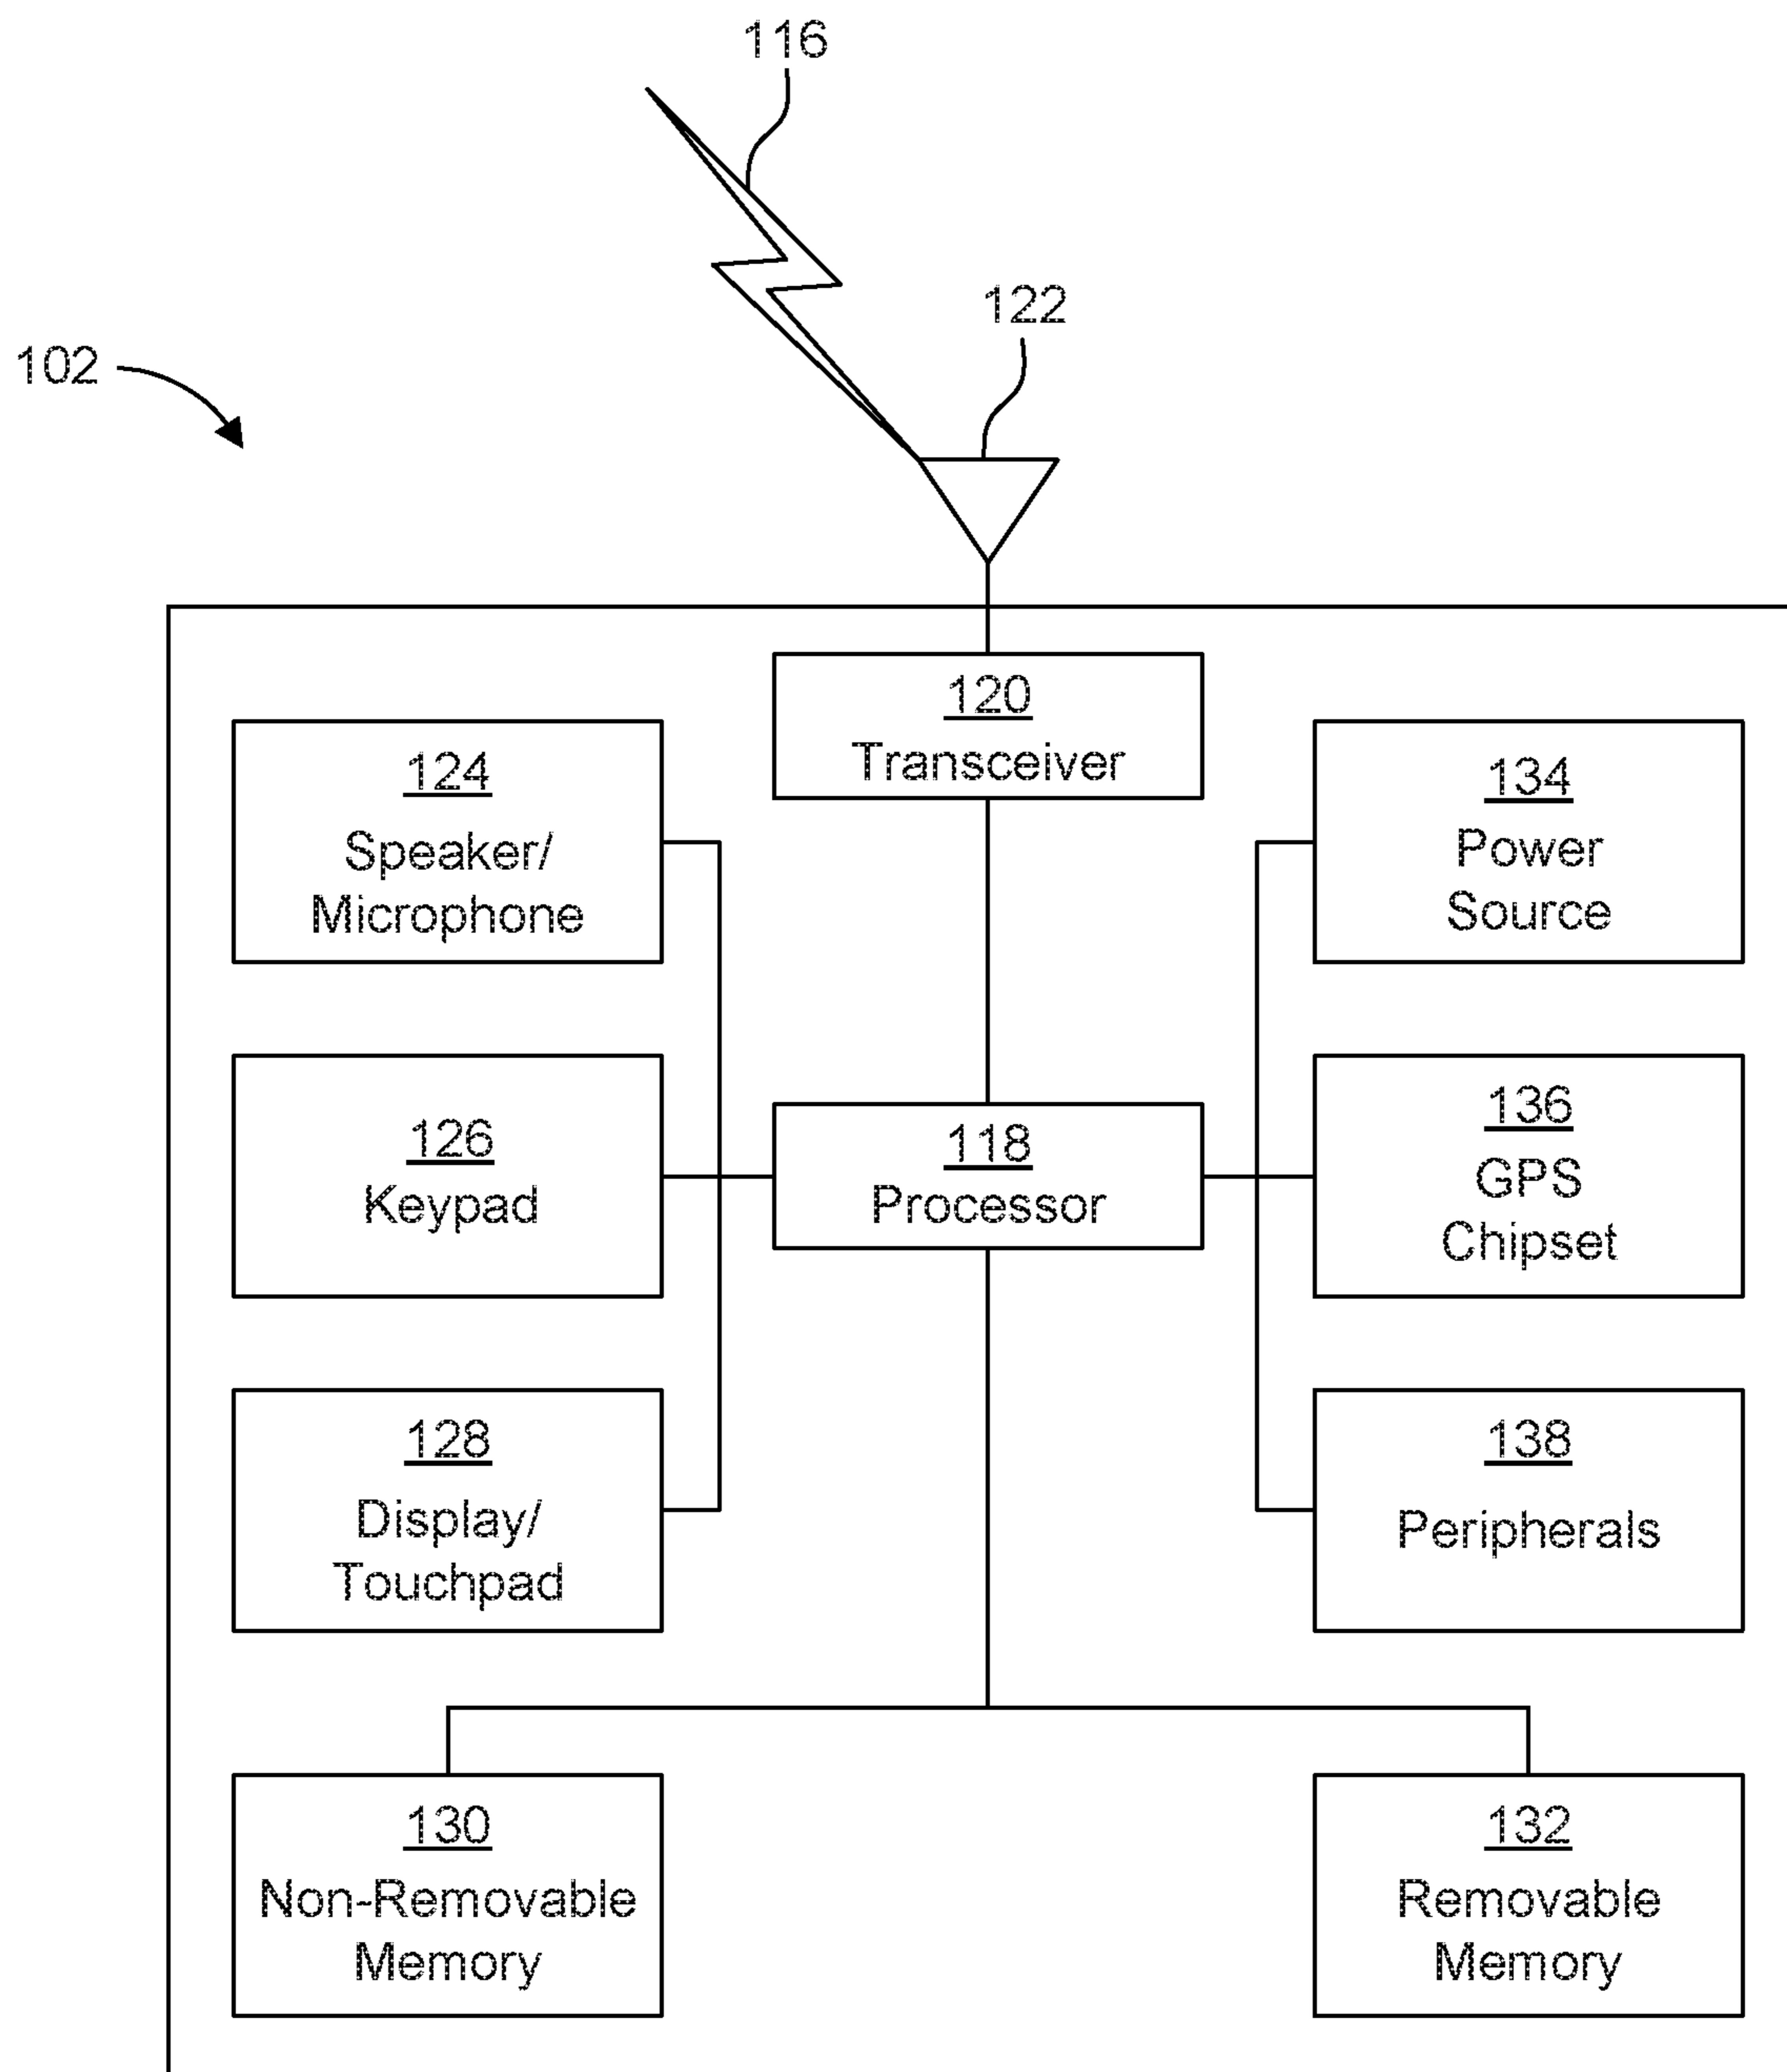 116
122
102
120
Transceiver
124
Speaker/
Microphone
134
Power
Source
126
Keypad
118
Processor
136
GPS
Chipset
128
Display/
Touchpad
138
Peripherals
130
Non-Removable
Memory
132
Removable
Memory